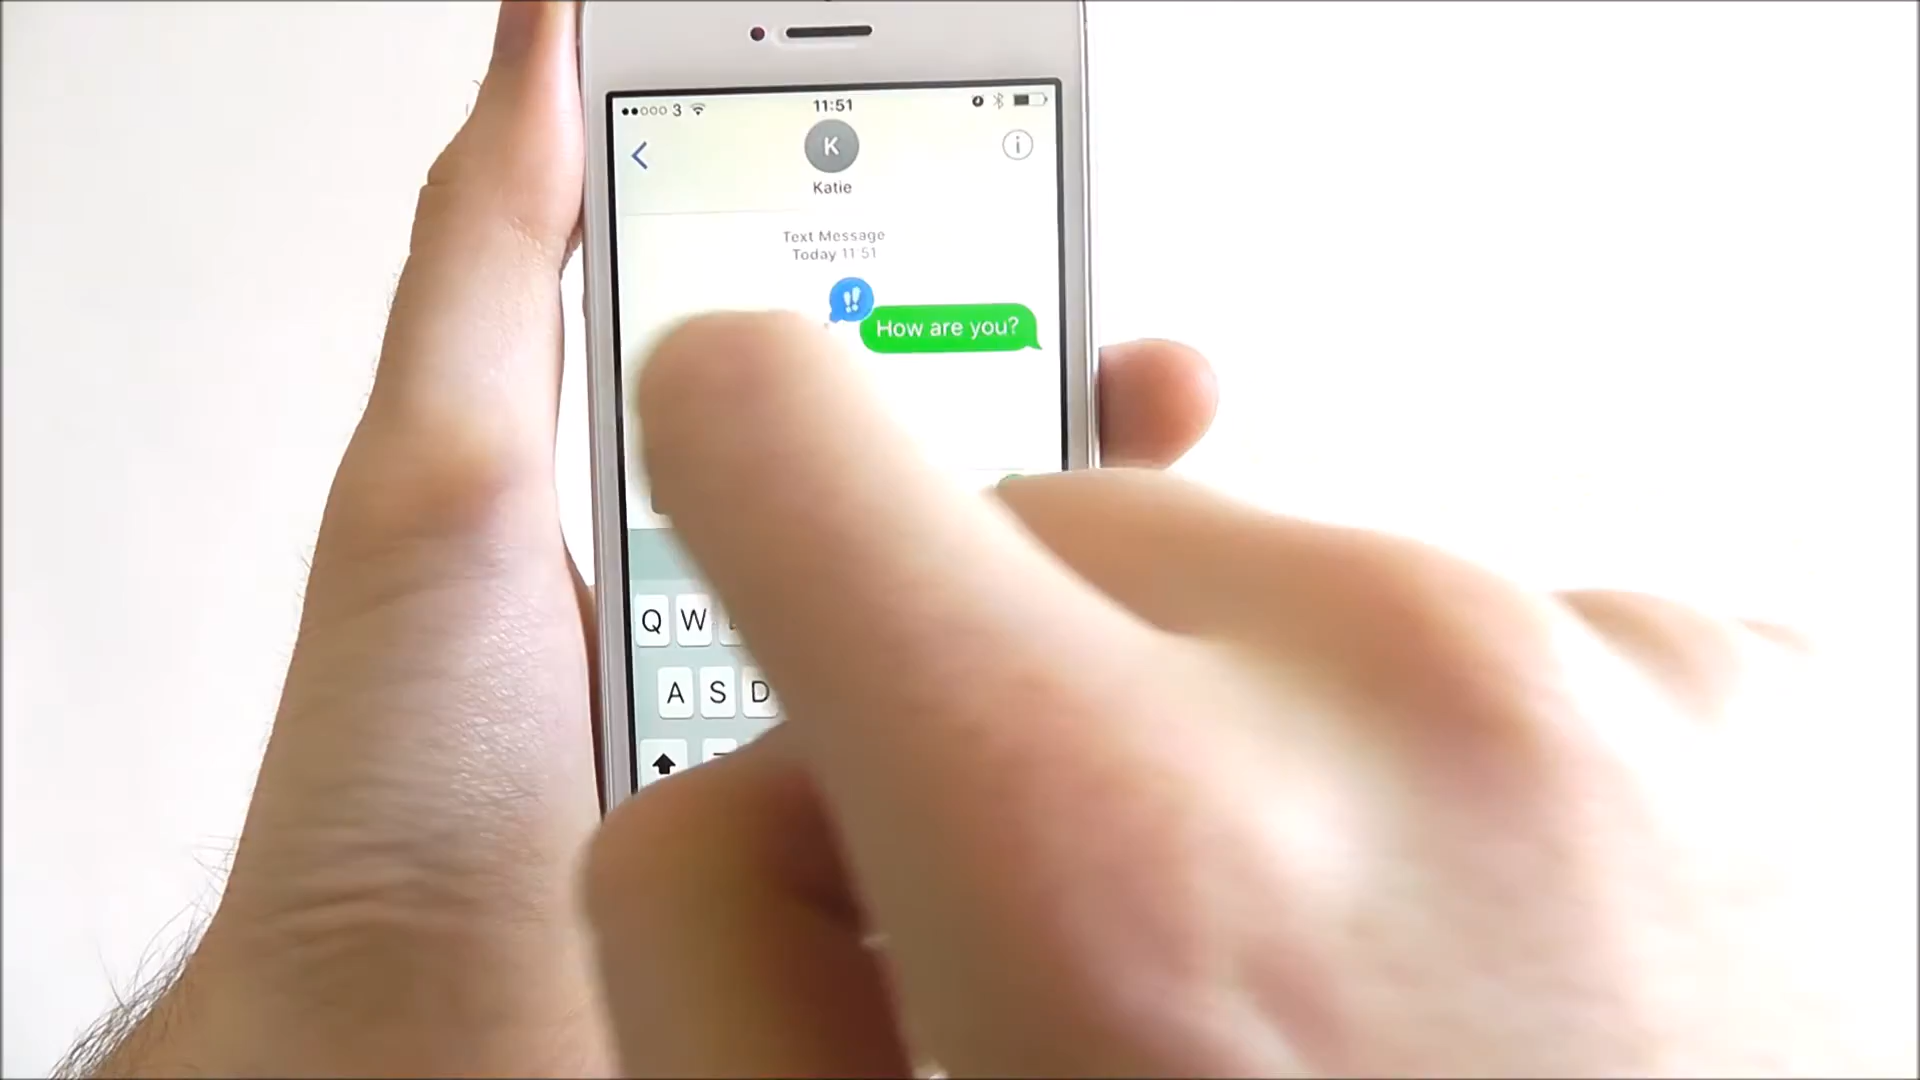 3 11:51
K
Katie
Text Message
Today 11:51
!!
How are you?
Q W
A S D